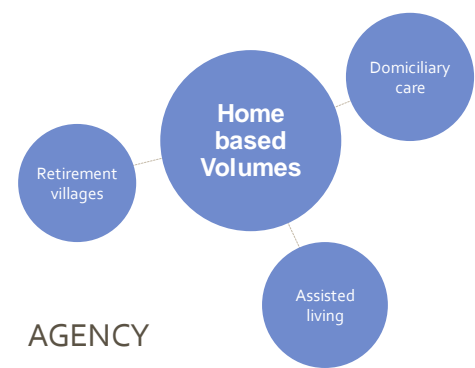 Domiciliary
care
Home
based
Volumes
Retirement
villages
Assisted
living
AGENCY